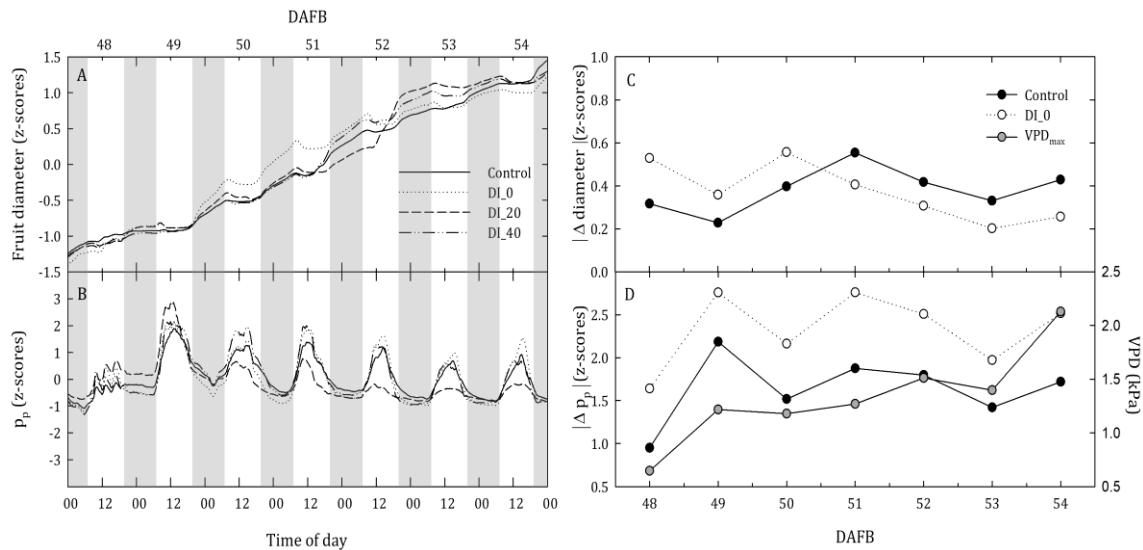 DAFB
48 49 50 51 52 53 54
A
Fruit diameter (z-scores)
1.5
1.0
0.5
0.0
-0.5
-1.0
-1.5
Control
DI_0
DI_20
DI_40
B
p_p (z-scores)
3
2
1
0
-1
-2
-3
00 12 00 12 00 12 00 12 00 12 00 12 00 12 00
Time of day
C
|Δ diameter |(z-scores)
1.0
0.8
0.6
0.4
0.2
0.0
Control
DI_0
VPD_max
D
|Δ p_p |(z-scores)
2.5
2.0
1.5
1.0
0.5
2.5
2.0
1.5
1.0
0.5
VPD (kPa)
48 49 50 51 52 53 54
DAFB